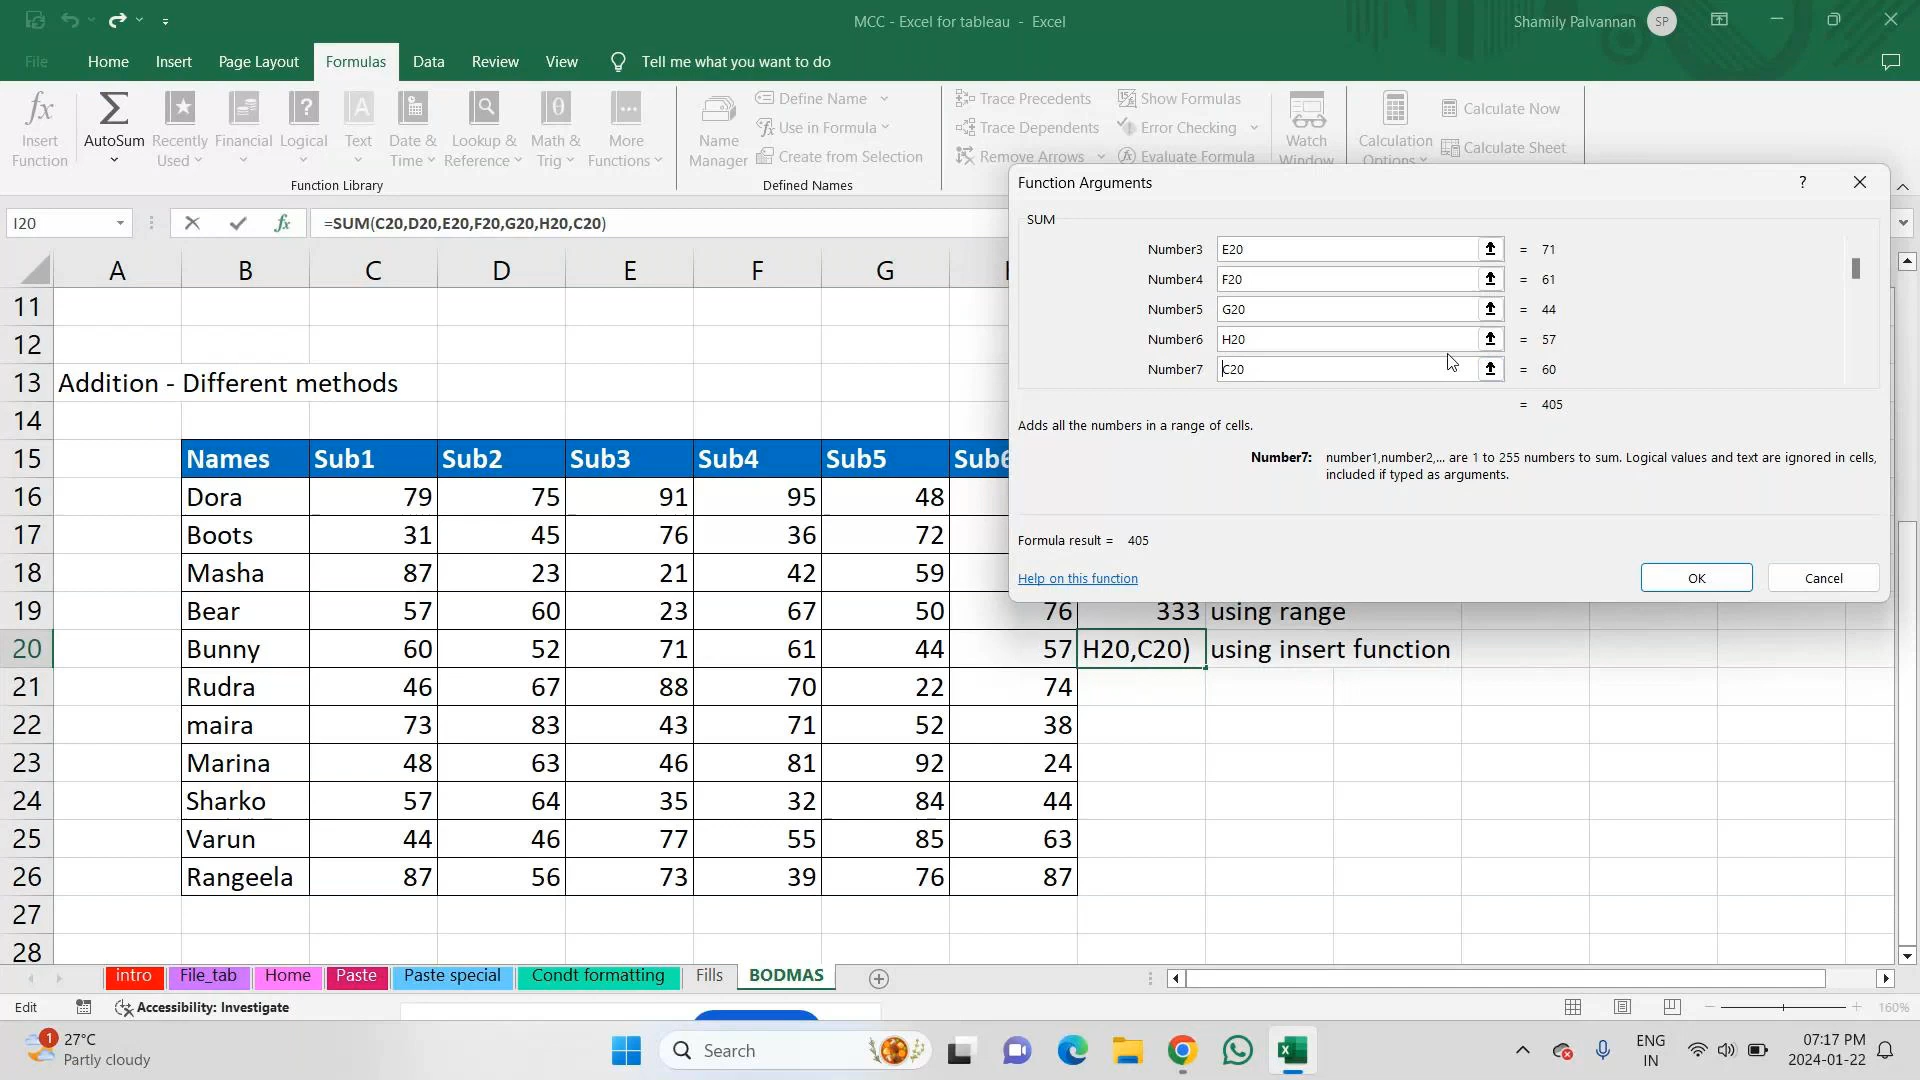 MCC - Excel for tableau - Excel
Shamily Palvannan SP
File Home Insert Page Layout Formulas Data Review View Tell me what you want to do
fx Insert Function
AutoSum
Recently Used
Financial
Logical
Text
Date & Time
Lookup & Reference
Math & Trig
More Functions
Function Library
Name Manager
Define Name
Use in Formula
Create from Selection
Defined Names
Trace Precedents
Trace Dependents
Remove Arrows
Show Formulas
Error Checking
Evaluate Formula
Watch Window
Calculation Options
Calculate Now
Calculate Sheet
I20 fx =SUM(C20,D20,E20,F20,G20,H20,C20)
Function Arguments ?
SUM
Number3 E20 = 71
Number4 F20 = 61
Number5 G20 = 44
Number6 H20 = 57
Number7 C20 = 60
= 405
Adds all the numbers in a range of cells.
Number7: number1,number2,... are 1 to 255 numbers to sum. Logical values and text are ignored in cells,
included if typed as arguments.
Formula result = 405
Help on this function
OK Cancel
A B C D E F G
11
12
13 Addition - Different methods
14
15 Names Sub1 Sub2 Sub3 Sub4 Sub5 Sub6
16 Dora 79 75 91 95 48
17 Boots 31 45 76 36 72
18 Masha 87 23 21 42 59
19 Bear 57 60 23 67 50 76 333 using range
20 Bunny 60 52 71 61 44 57 H20,C20) using insert function
21 Rudra 46 67 88 70 22 74
22 maira 73 83 43 71 52 38
23 Marina 48 63 46 81 92 24
24 Sharko 57 64 35 32 84 44
25 Varun 44 46 77 55 85 63
26 Rangeela 87 56 73 39 76 87
27
28
intro File_tab Home Paste Paste special Condt formatting Fills BODMAS
Edit Accessibility: Investigate 160%
1 27°C
Partly cloudy
Search
ENG
IN
07:17 PM
2024-01-22